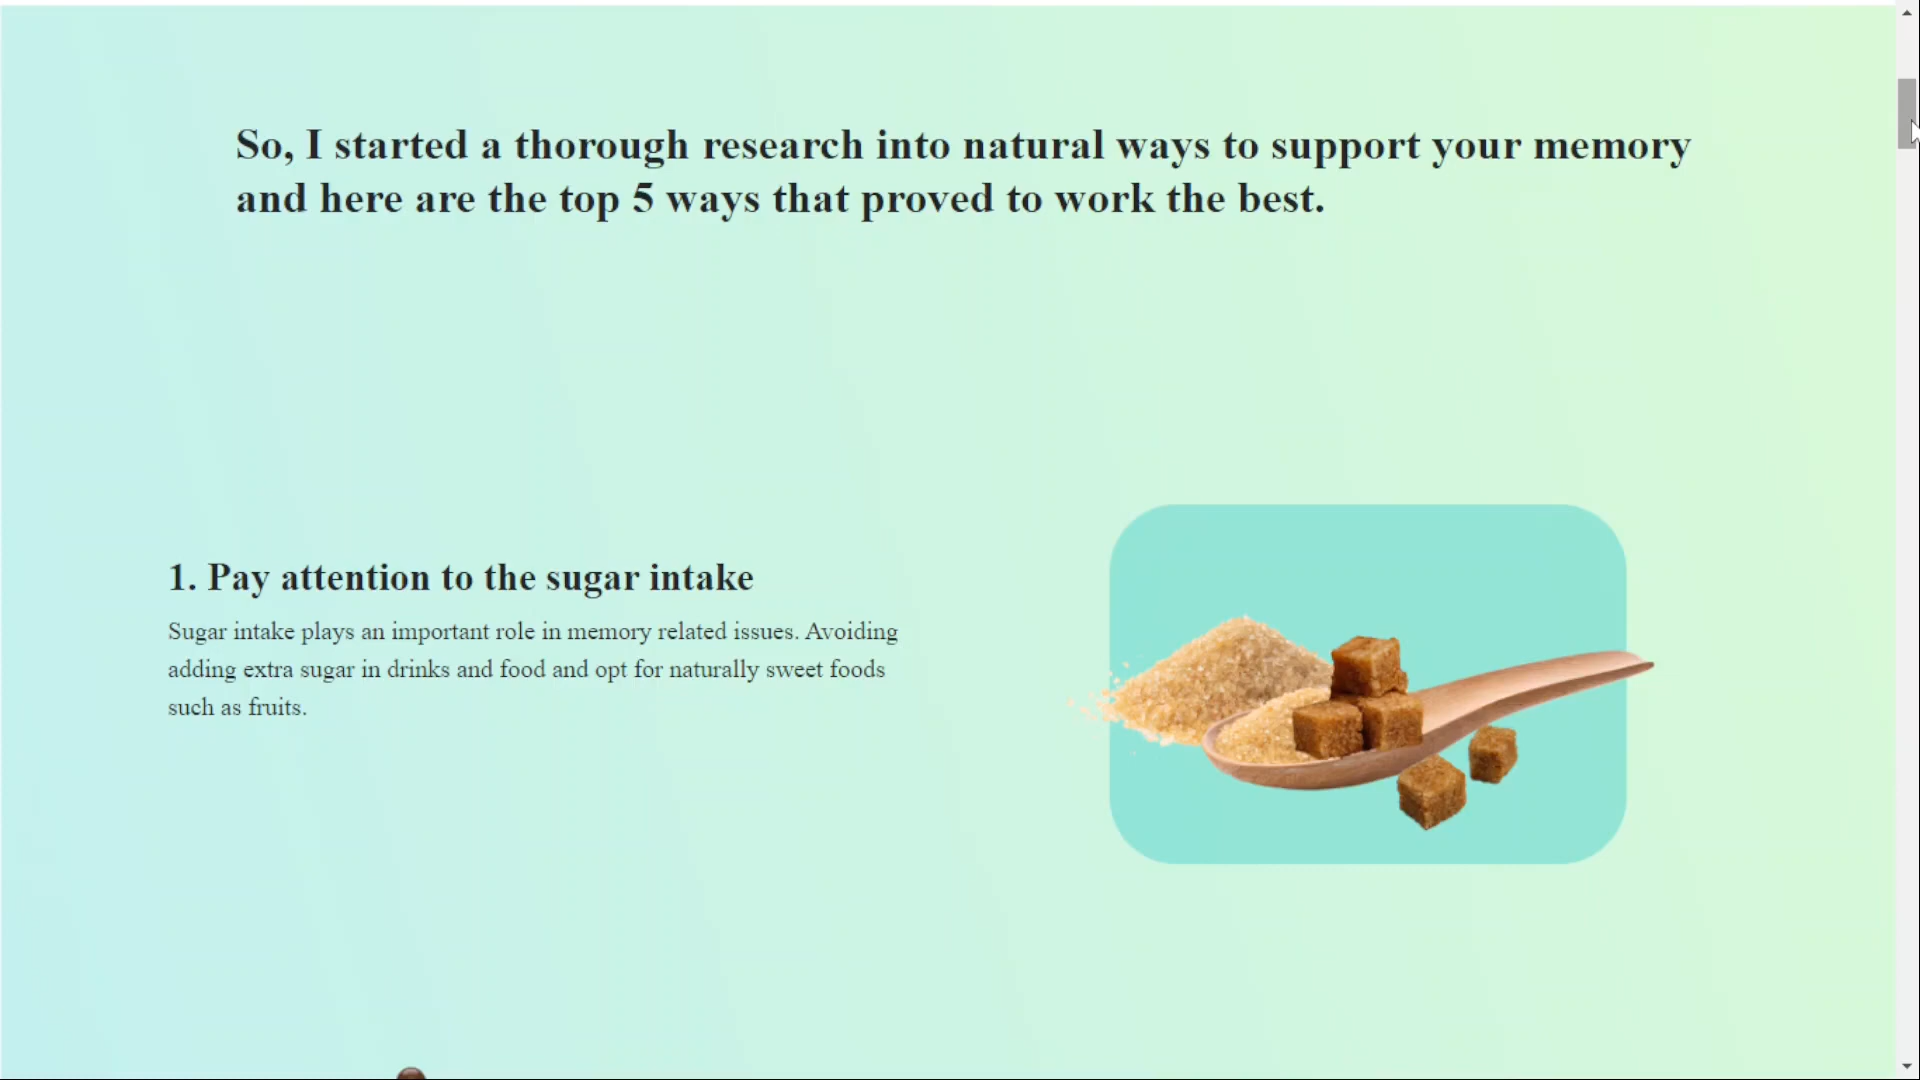 So, I started a thorough research into natural ways to support your memory
and here are the top 5 ways that proved to work the best.
1. Pay attention to the sugar intake
Sugar intake plays an important role in memory related issues. Avoiding
adding extra sugar in drinks and food and opt for naturally sweet foods
such as fruits.